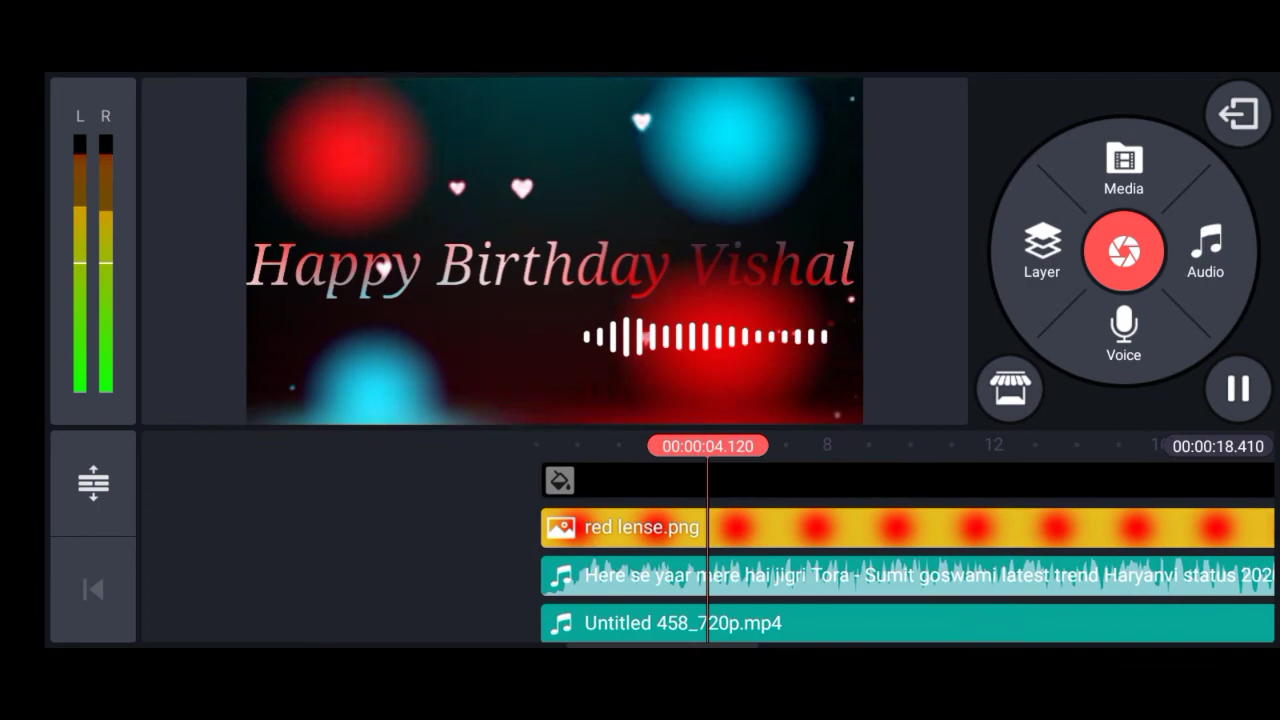 L R
Happy Birthday Vishal
Media
Layer
Audio
Voice
00:00:04.120
8
12
00:00:18.410
red lense.png
Here se yaar mere hai jigri Tora - Sumit goswami latest trend Haryanvi status 202
Untitled 458_720p.mp4